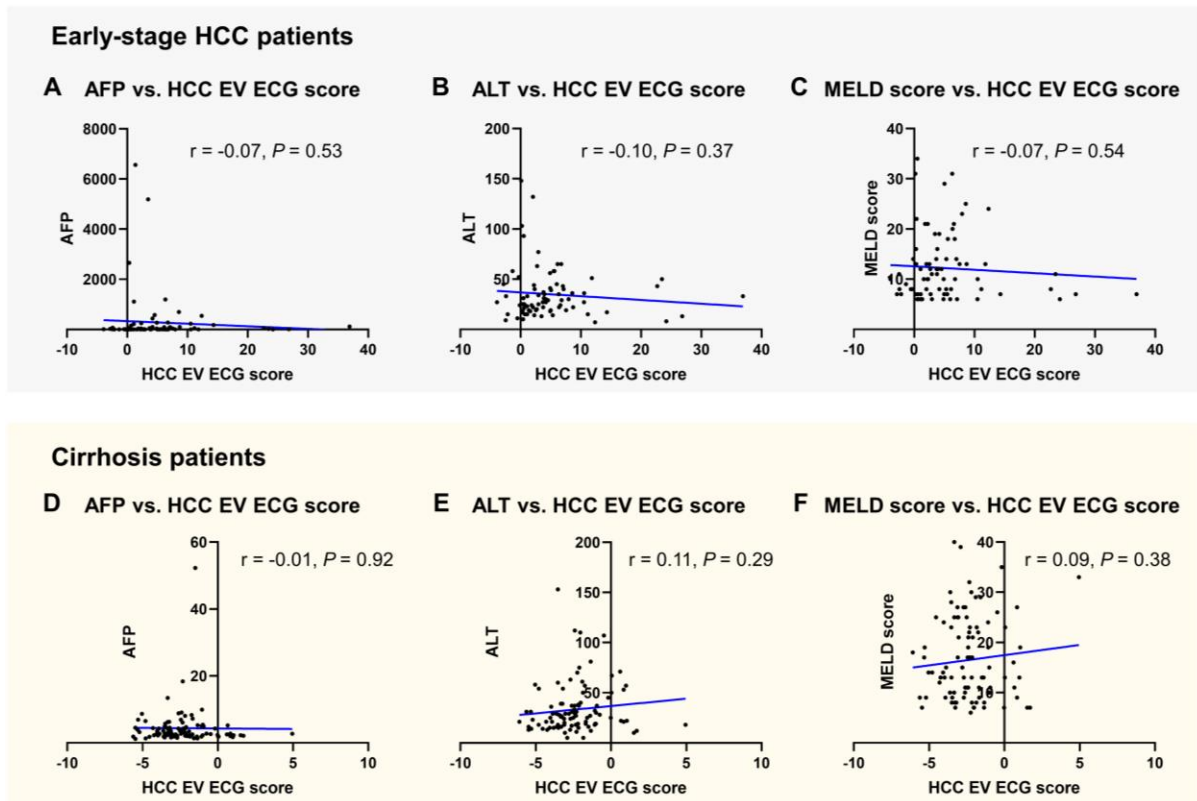 Early-stage HCC patients
A AFP vs. HCC EV ECG score
8000
6000
4000
2000
AFP
r = -0.07, P = 0.53
-10 0 10 20 30 40
HCC EV ECG score
B ALT vs. HCC EV ECG score
200
150
100
50
ALT
r = -0.10, P = 0.37
-10 0 10 20 30 40
HCC EV ECG score
C MELD score vs. HCC EV ECG score
40
30
20
10
MELD score
r = -0.07, P = 0.54
-10 0 10 20 30 40
HCC EV ECG score
Cirrhosis patients
D AFP vs. HCC EV ECG score
60
40
20
AFP
r = -0.01, P = 0.92
-10 -5 0 5 10
HCC EV ECG score
E ALT vs. HCC EV ECG score
200
150
100
50
ALT
r = 0.11, P = 0.29
-10 -5 0 5 10
HCC EV ECG score
F MELD score vs. HCC EV ECG score
40
30
20
10
MELD score
r = 0.09, P = 0.38
-10 -5 0 5 10
HCC EV ECG score